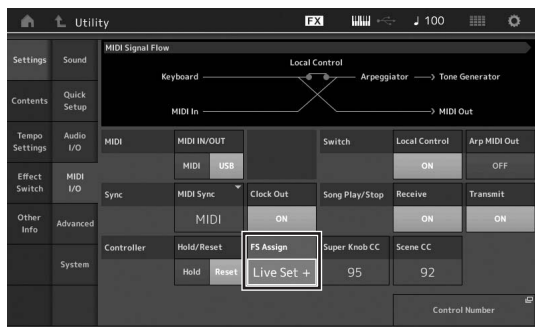 Utility
FX
♩ 100
Settings
Contents
Tempo Settings
Effect Switch
Other Info
Sound
Quick Setup
Audio I/O
MIDI I/O
Advanced
System
MIDI Signal Flow
Local Control
Keyboard
Arpeggiator
Tone Generator
MIDI In
MIDI Out
MIDI
MIDI IN/OUT
MIDI USB
Switch
Local Control
ON
Arp MIDI Out
OFF
Sync
MIDI Sync
MIDI
Clock Out
ON
Song Play/Stop
Receive
ON
Transmit
ON
Controller
Hold/Reset
Hold Reset
FS Assign
Live Set +
Super Knob CC
95
Scene CC
92
Control Number